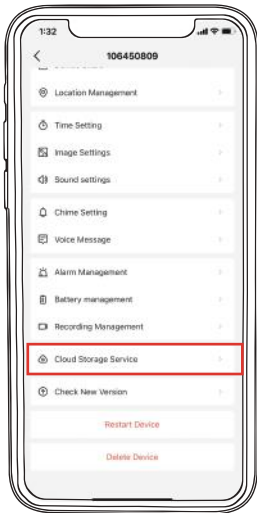 1:32
106450809
Location Management
Time Setting
Image Settings
Sound settings
Chime Setting
Voice Message
Alarm Management
Battery management
Recording Management
Cloud Storage Service
Check New Version
Restart Device
Delete Device